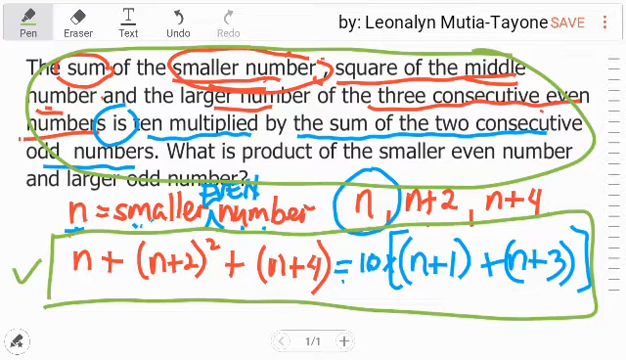 by: Leonalyn Mutia-Tayone SAVE
Pen Eraser Text Undo Redo
The sum of the smaller number, square of the middle
number and the larger number of the three consecutive even
numbers is ten multiplied by the sum of the two consecutive
odd numbers. What is product of the smaller even number
and larger odd number?
EVEN
n = smaller number n, n+2, n+4
n + (n+2)² + (n+4) = 10 [(n+1) + (n+3)]
1/1